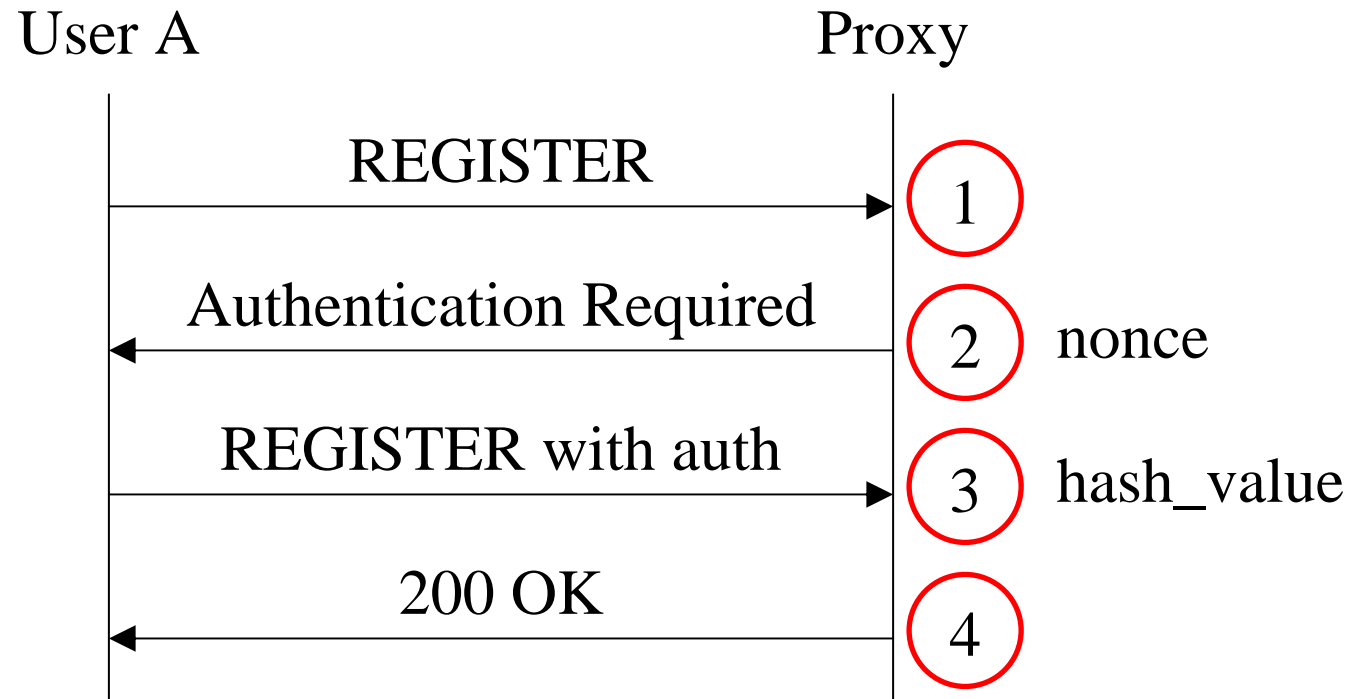 User A
Proxy
REGISTER
1
Authentication Required
2
nonce
REGISTER with auth
3
hash_value
200 OK
4